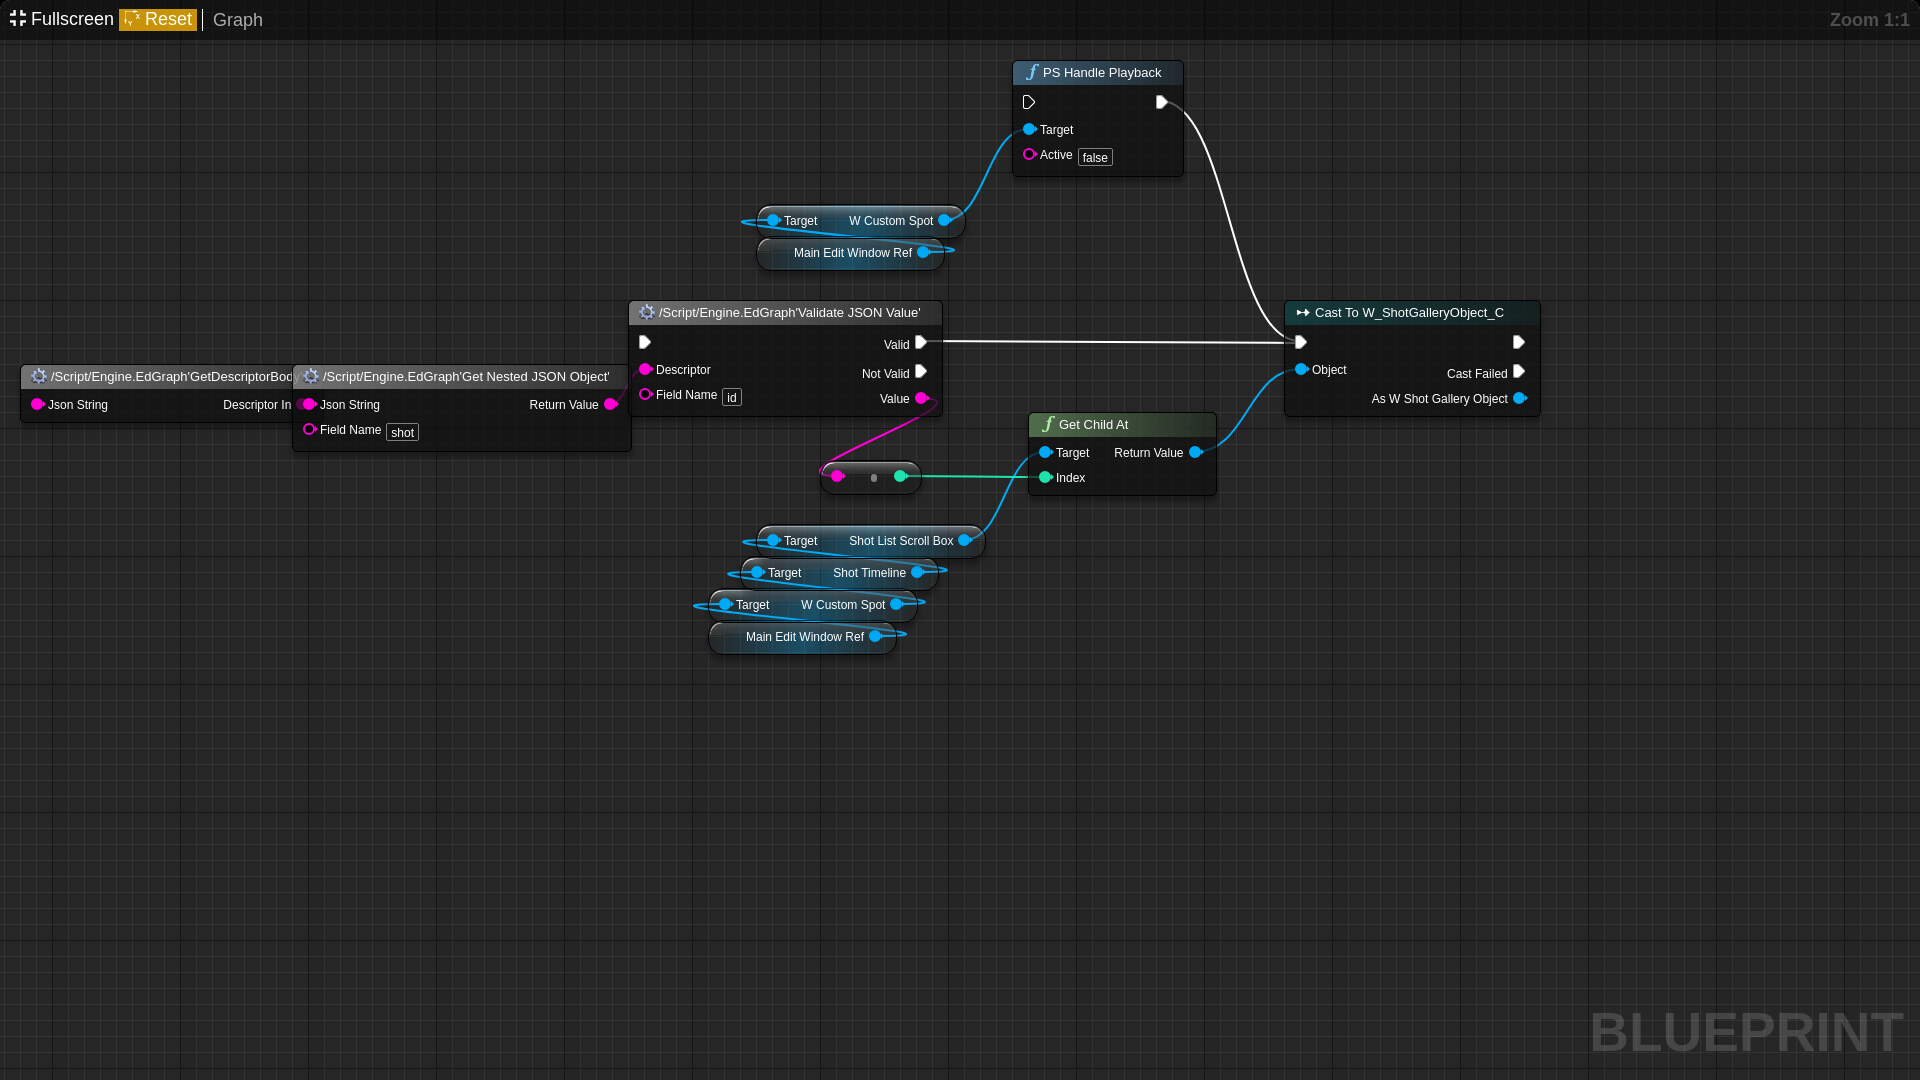 Fullscreen Reset Graph Zoom 1:1
PS Handle Playback
Target
Active false
Target W Custom Spot
Main Edit Window Ref
/Script/Engine.EdGraph'Validate JSON Value'
Valid
Descriptor
Not Valid
Field Name id
Value
Cast To W_ShotGalleryObject_C
Object
Cast Failed
As W Shot Gallery Object
/Script/Engine.EdGraph'GetDescriptorBody
Json String Descriptor In
/Script/Engine.EdGraph'Get Nested JSON Object'
Json String Return Value
Field Name shot
Get Child At
Target Return Value
Index
Target Shot List Scroll Box
Target Shot Timeline
Target W Custom Spot
Main Edit Window Ref
BLUEPRINT